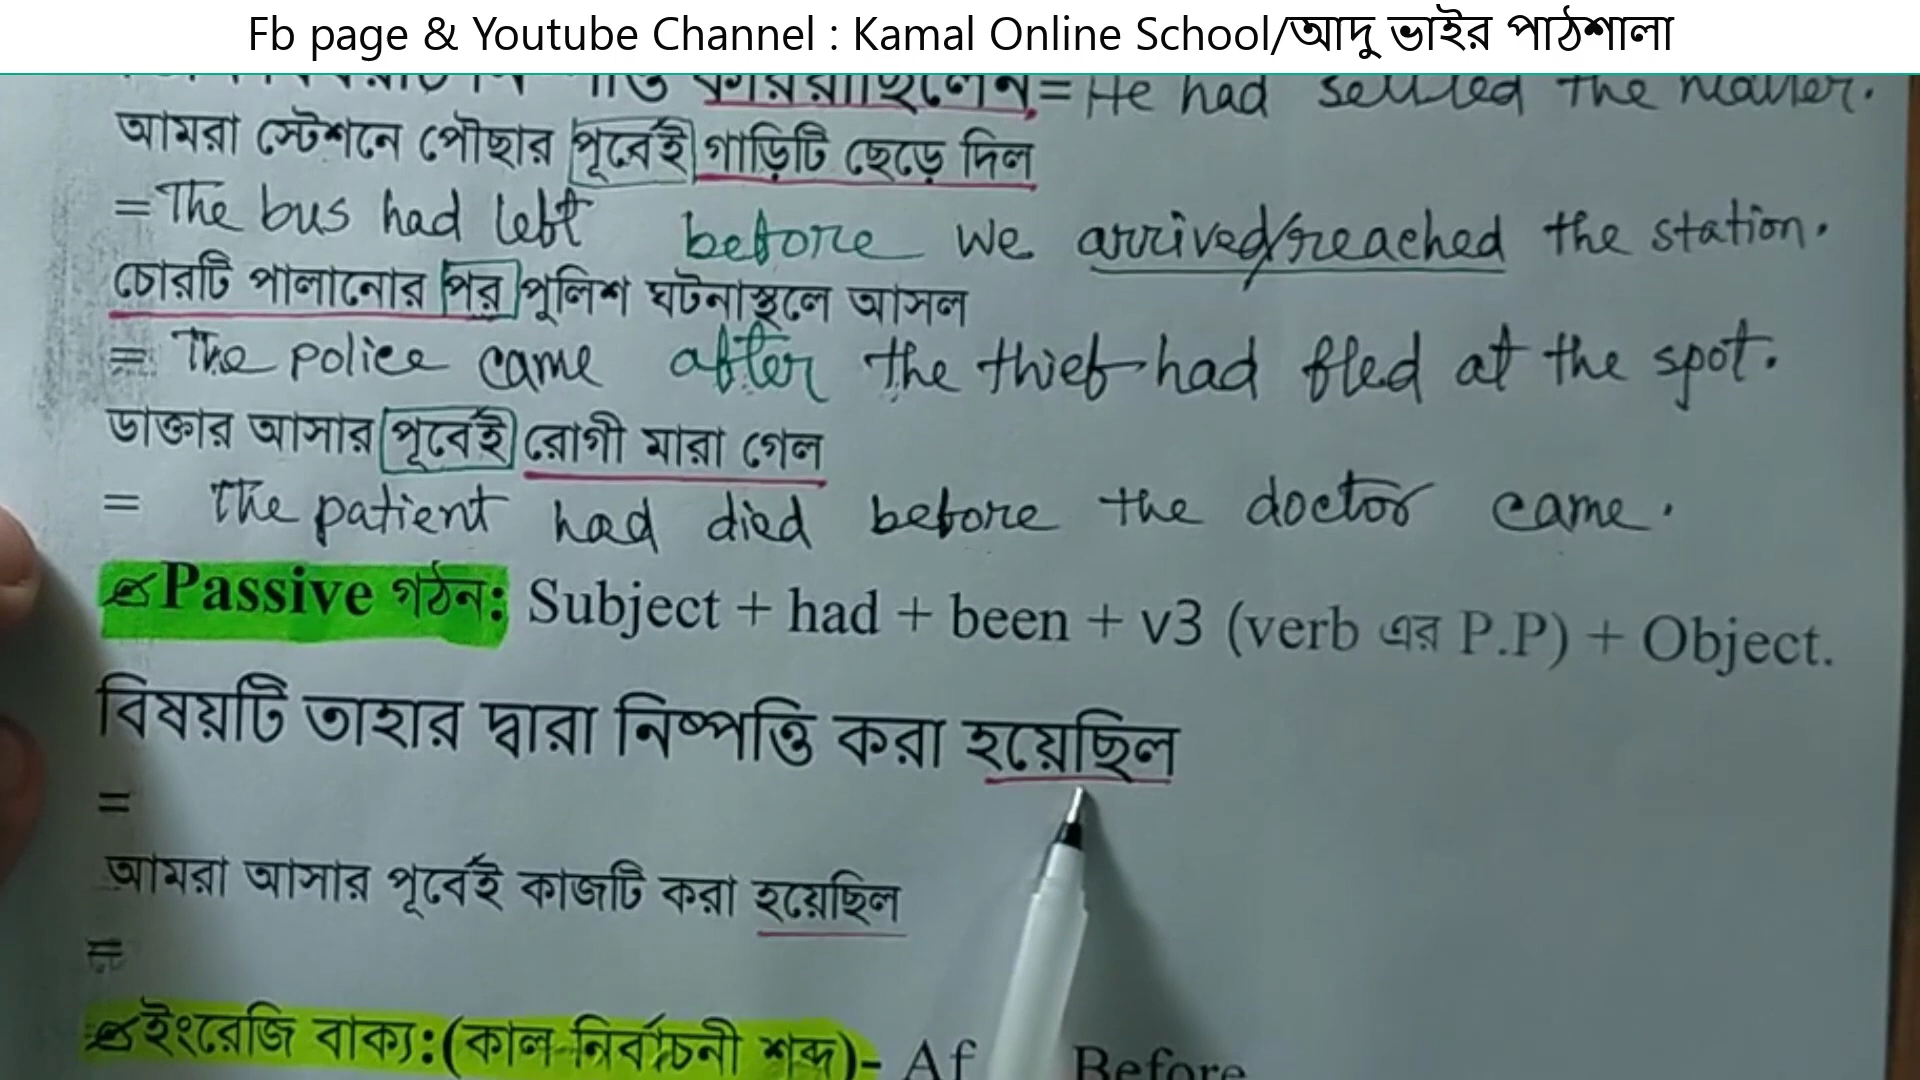 Fb page & Youtube Channel : Kamal Online School/আদু ভাইর পাঠশালা
করিয়াছিলেন = He had settled the matter.
আমরা স্টেশনে পৌছার পূর্বেই গাড়িটি ছেড়ে দিল
= The bus had left before we arrived/reached the station.
চোরটি পালানোর পর পুলিশ ঘটনাস্থলে আসল
= The police came after the thief had fled at the spot.
ডাক্তার আসার পূর্বেই রোগী মারা গেল
= The patient had died before the doctor came.
✍Passive গঠন: Subject + had + been + v3 (verb এর P.P) + Object.
বিষয়টি তাহার দ্বারা নিষ্পত্তি করা হয়েছিল
=
আমরা আসার পূর্বেই কাজটি করা হয়েছিল
=
✍ইংরেজি বাক্য:(কাল নির্বাচনী শব্দ)- Af Before